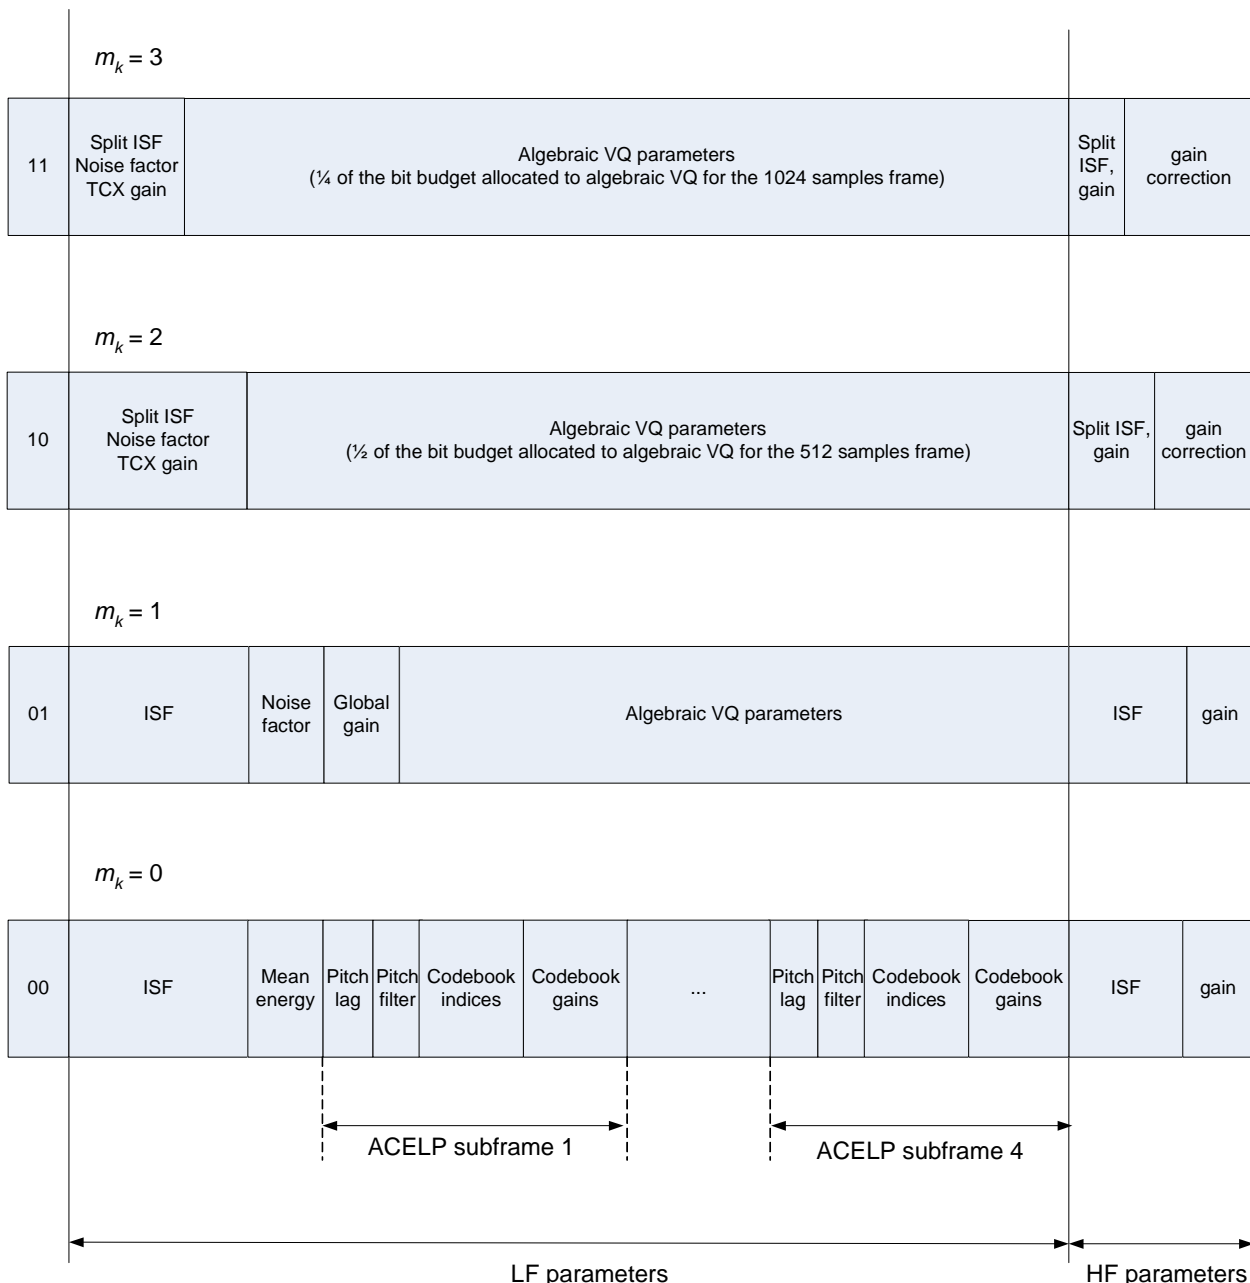 m_k = 3
11
Split ISF
Noise factor
TCX gain
Algebraic VQ parameters
(¼ of the bit budget allocated to algebraic VQ for the 1024 samples frame)
Split
ISF,
gain
gain
correction
m_k = 2
10
Split ISF
Noise factor
TCX gain
Algebraic VQ parameters
(½ of the bit budget allocated to algebraic VQ for the 512 samples frame)
Split ISF,
gain
gain
correction
m_k = 1
01
ISF
Noise
factor
Global
gain
Algebraic VQ parameters
ISF
gain
m_k = 0
00
ISF
Mean
energy
Pitch
lag
Pitch
filter
Codebook
indices
Codebook
gains
...
Pitch
lag
Pitch
filter
Codebook
indices
Codebook
gains
ISF
gain
ACELP subframe 1
ACELP subframe 4
LF parameters
HF parameters